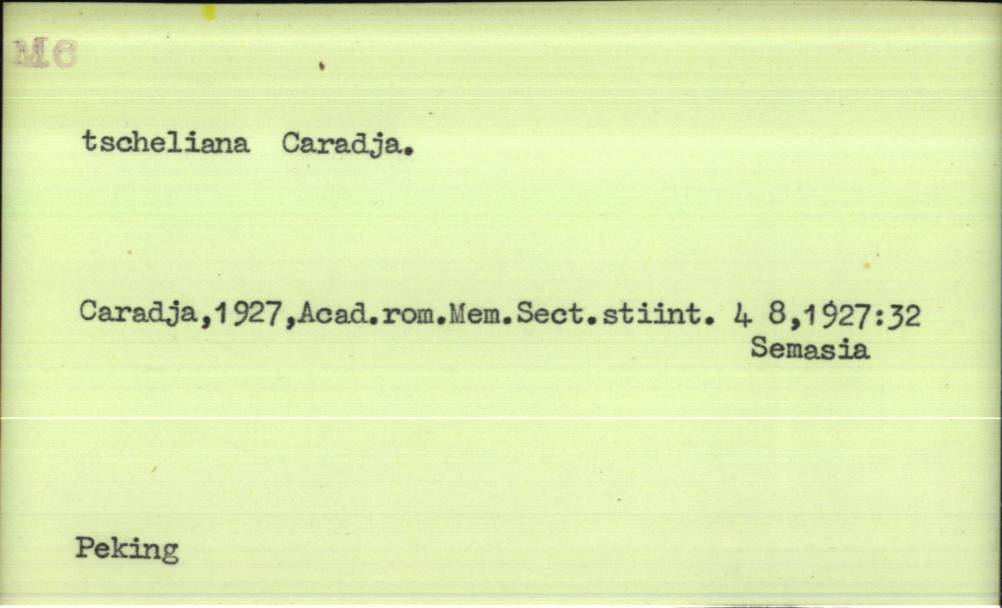 M6
tscheliana Caradja.
Caradja,1927,Acad.rom.Mem.Sect.stiint. 4 8,1927:32
Semasia
Peking